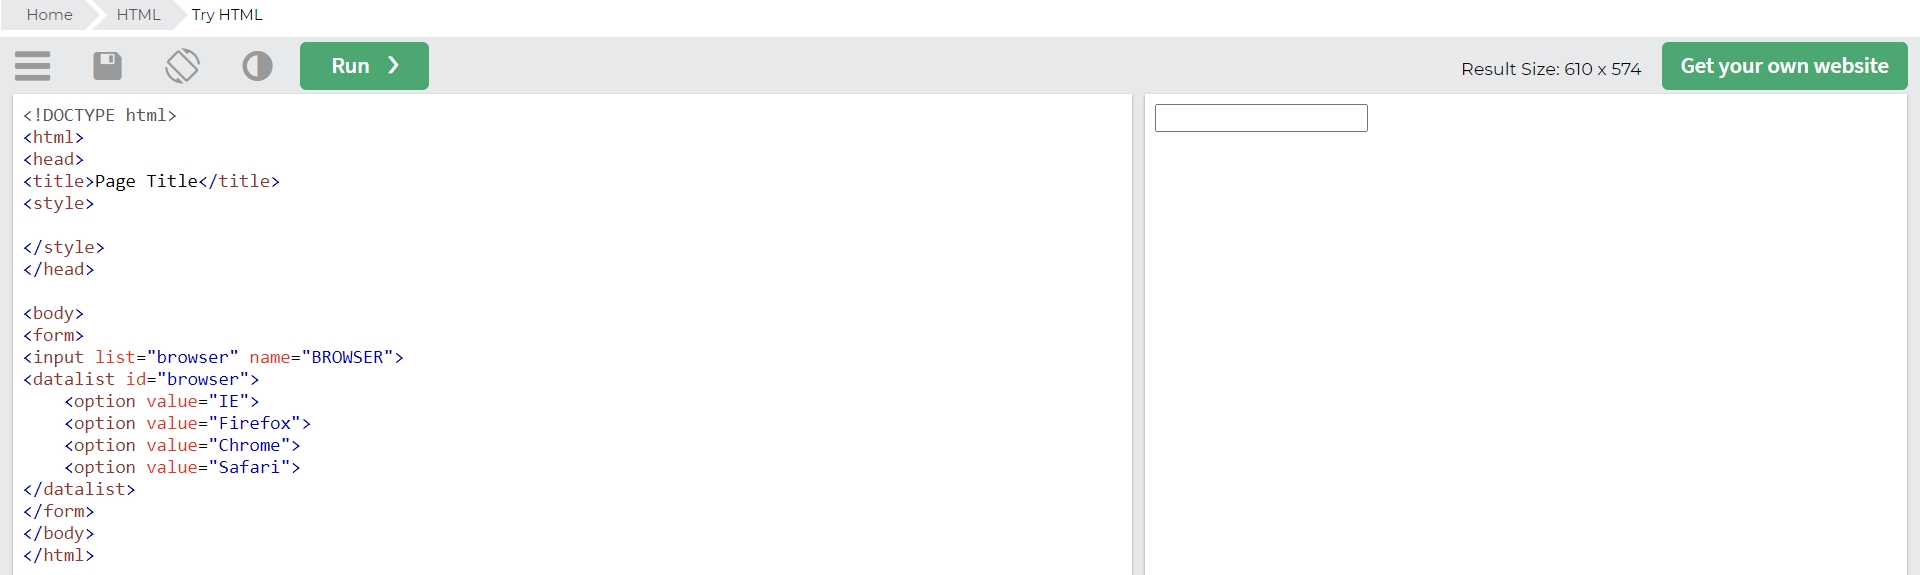 Home HTML Try HTML
Run ❯
Result Size: 610 x 574
Get your own website
<!DOCTYPE html>
<html>
<head>
<title>Page Title</title>
<style>
</style>
</head>
<body>
<form>
<input list="browser" name="BROWSER">
<datalist id="browser">
    <option value="IE">
    <option value="Firefox">
    <option value="Chrome">
    <option value="Safari">
</datalist>
</form>
</body>
</html>